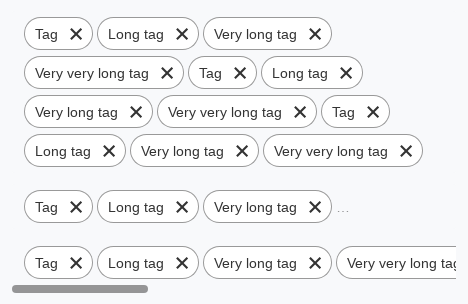 Tag Long tag Very long tag
Very very long tag Tag Long tag
Very long tag Very very long tag Tag
Long tag Very long tag Very very long tag
Tag Long tag Very long tag ...
Tag Long tag Very long tag Very very long tag